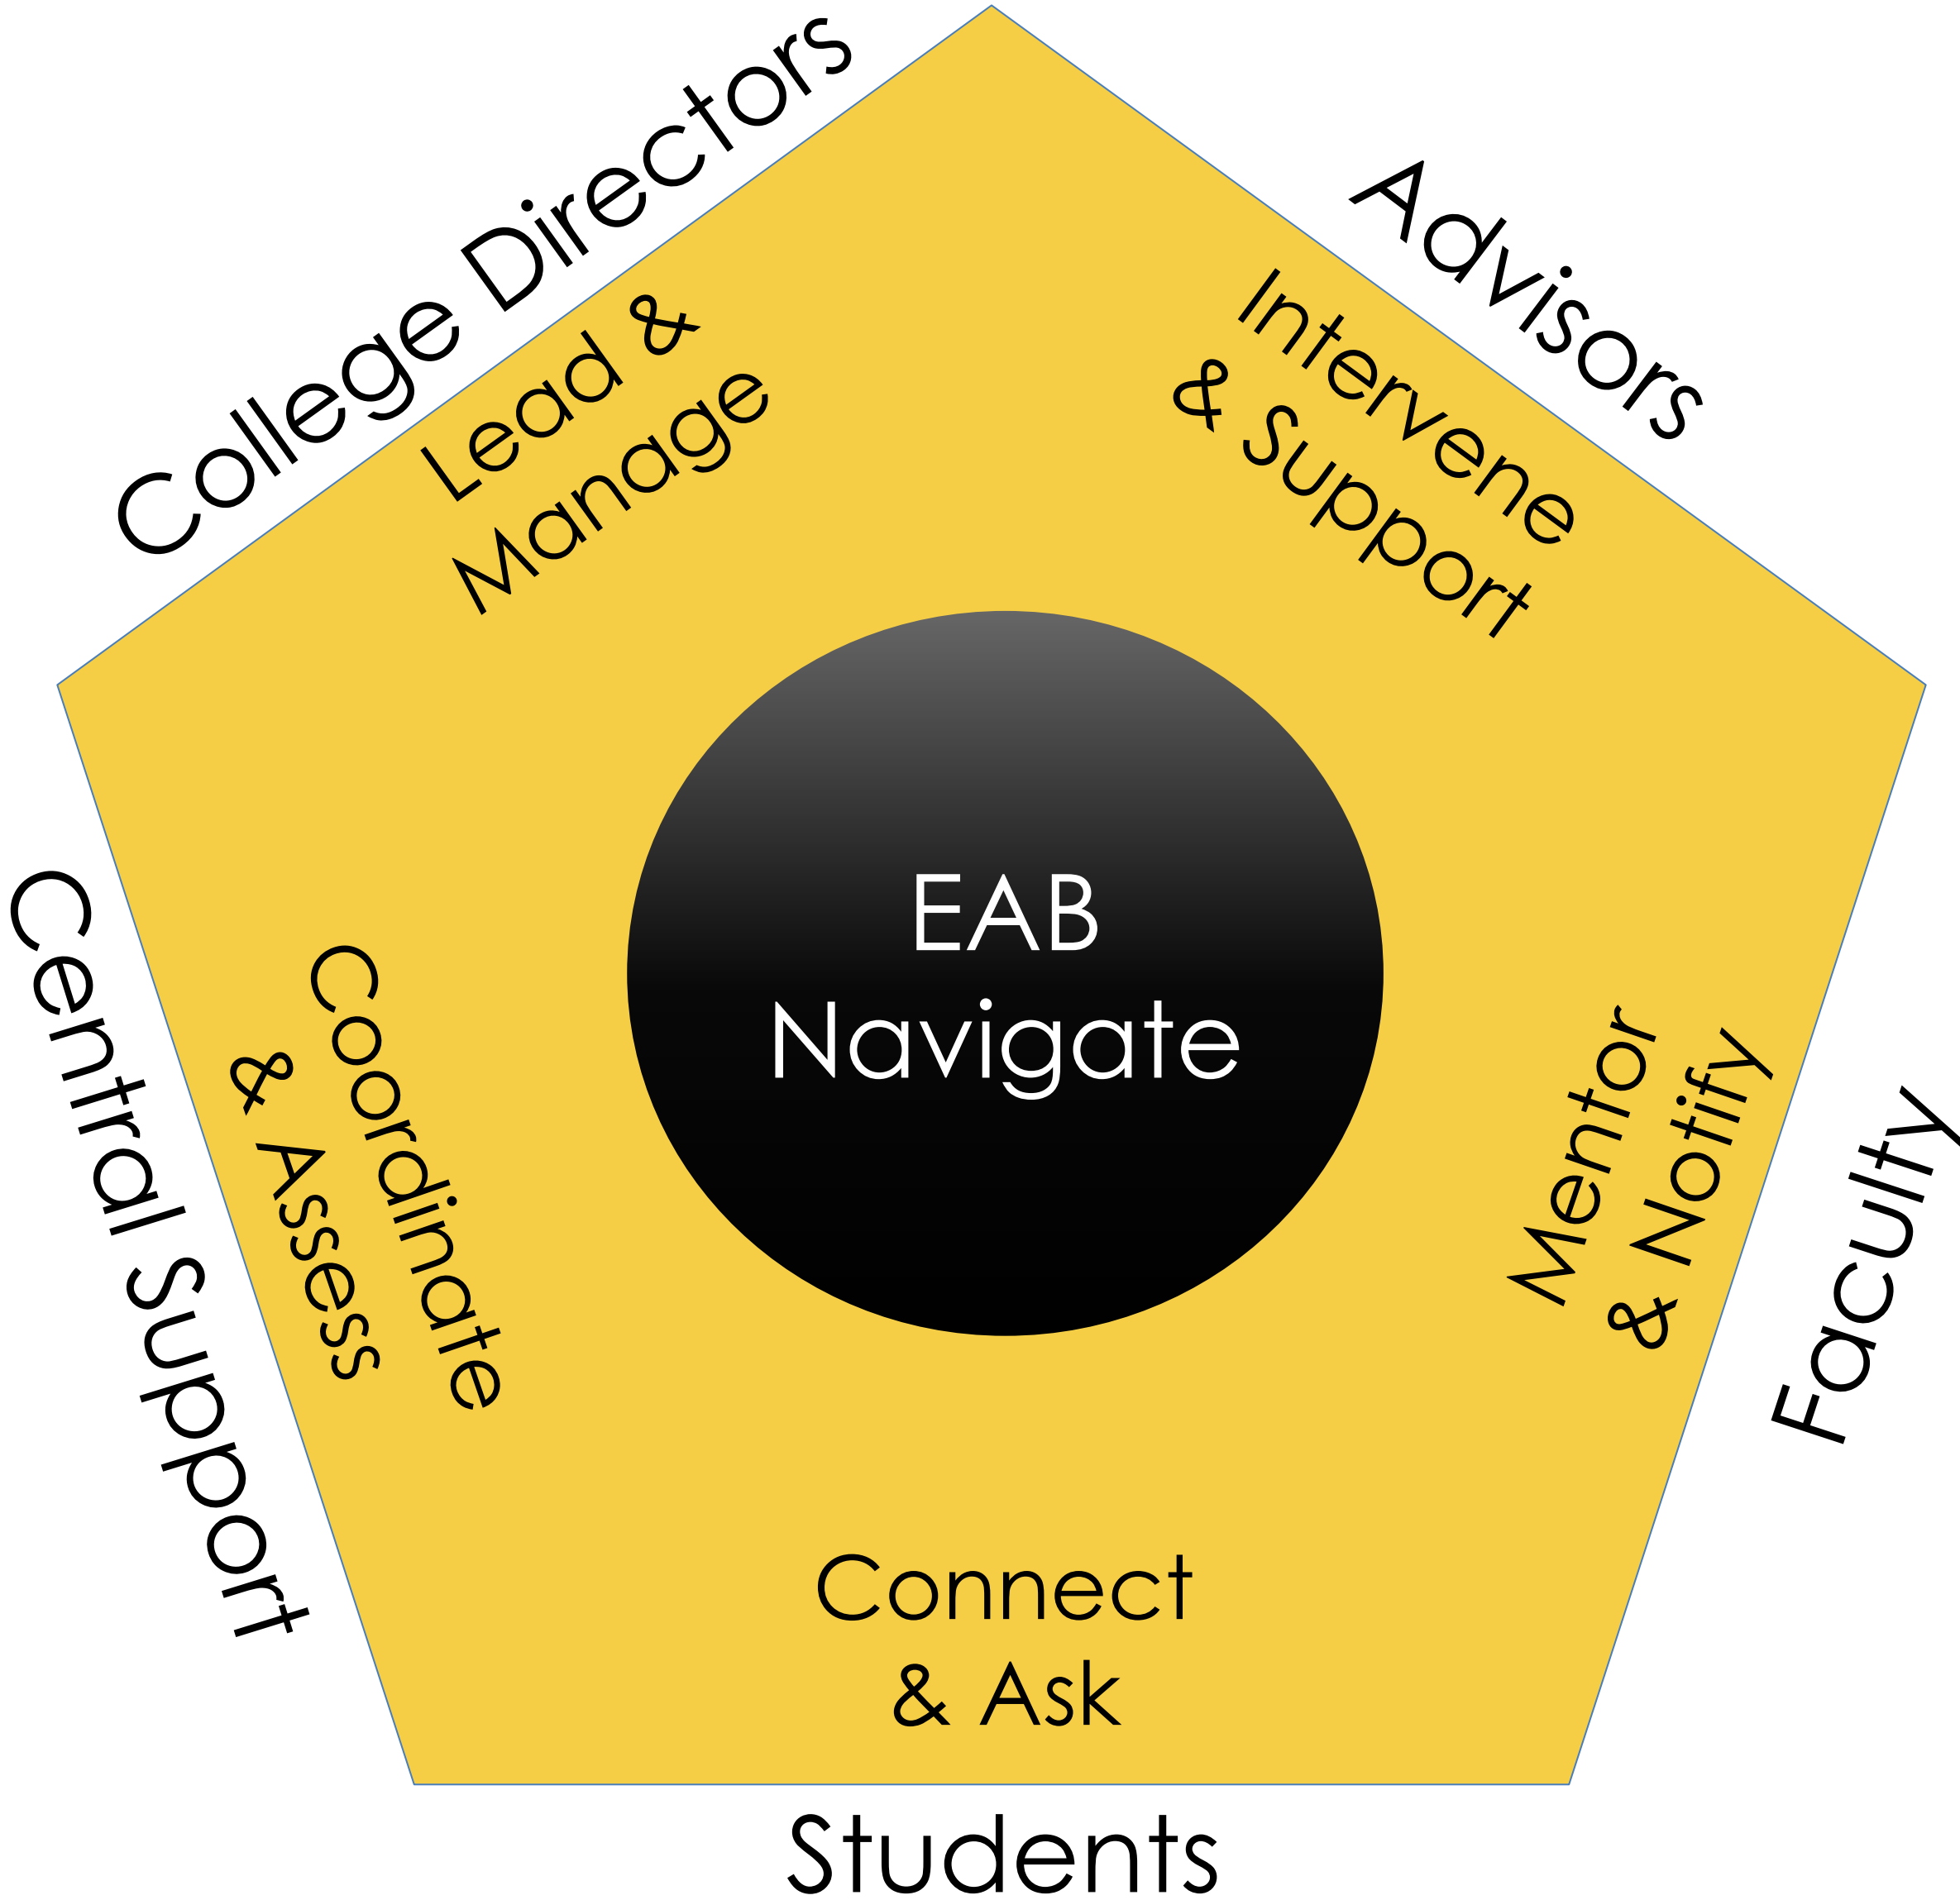 College Directors
Lead &
Manage
Advisors
Intervene
& Support
EAB
Navigate
Central Support
Coordinate
& Assess
Mentor
& Notify
Faculty
Connect
& Ask
Students